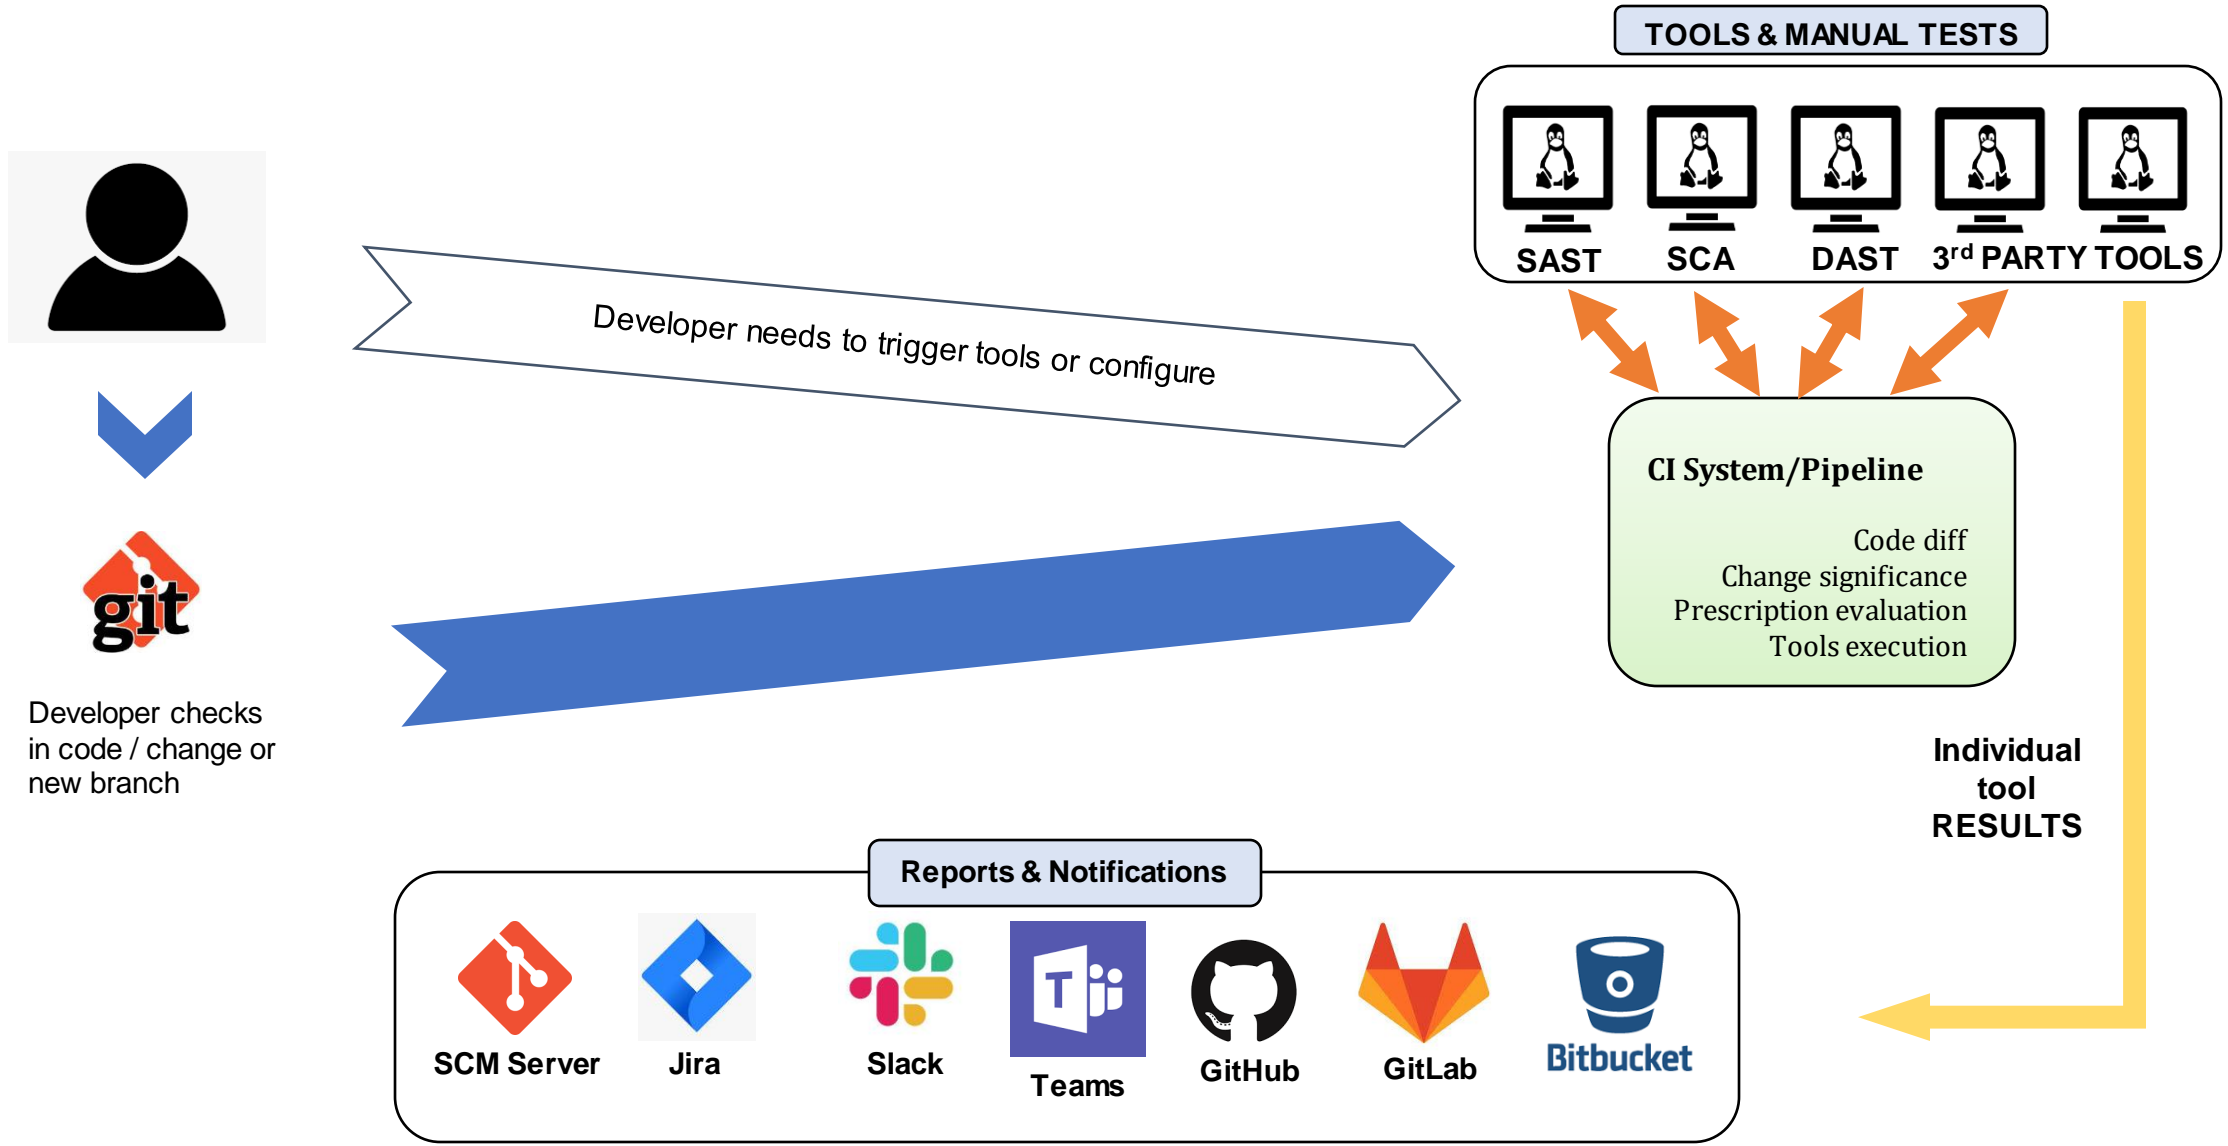 TOOLS & MANUAL TESTS
SAST
SCA
DAST
3rd PARTY TOOLS
Developer needs to trigger tools or configure
CI System/Pipeline
Code diff
Change significance
Prescription evaluation
Tools execution
git
Developer checks
in code / change or
new branch
Individual
tool
RESULTS
Reports & Notifications
T
SCM Server
Jira
Slack
Teams
GitHub
GitLab
Bitbucket